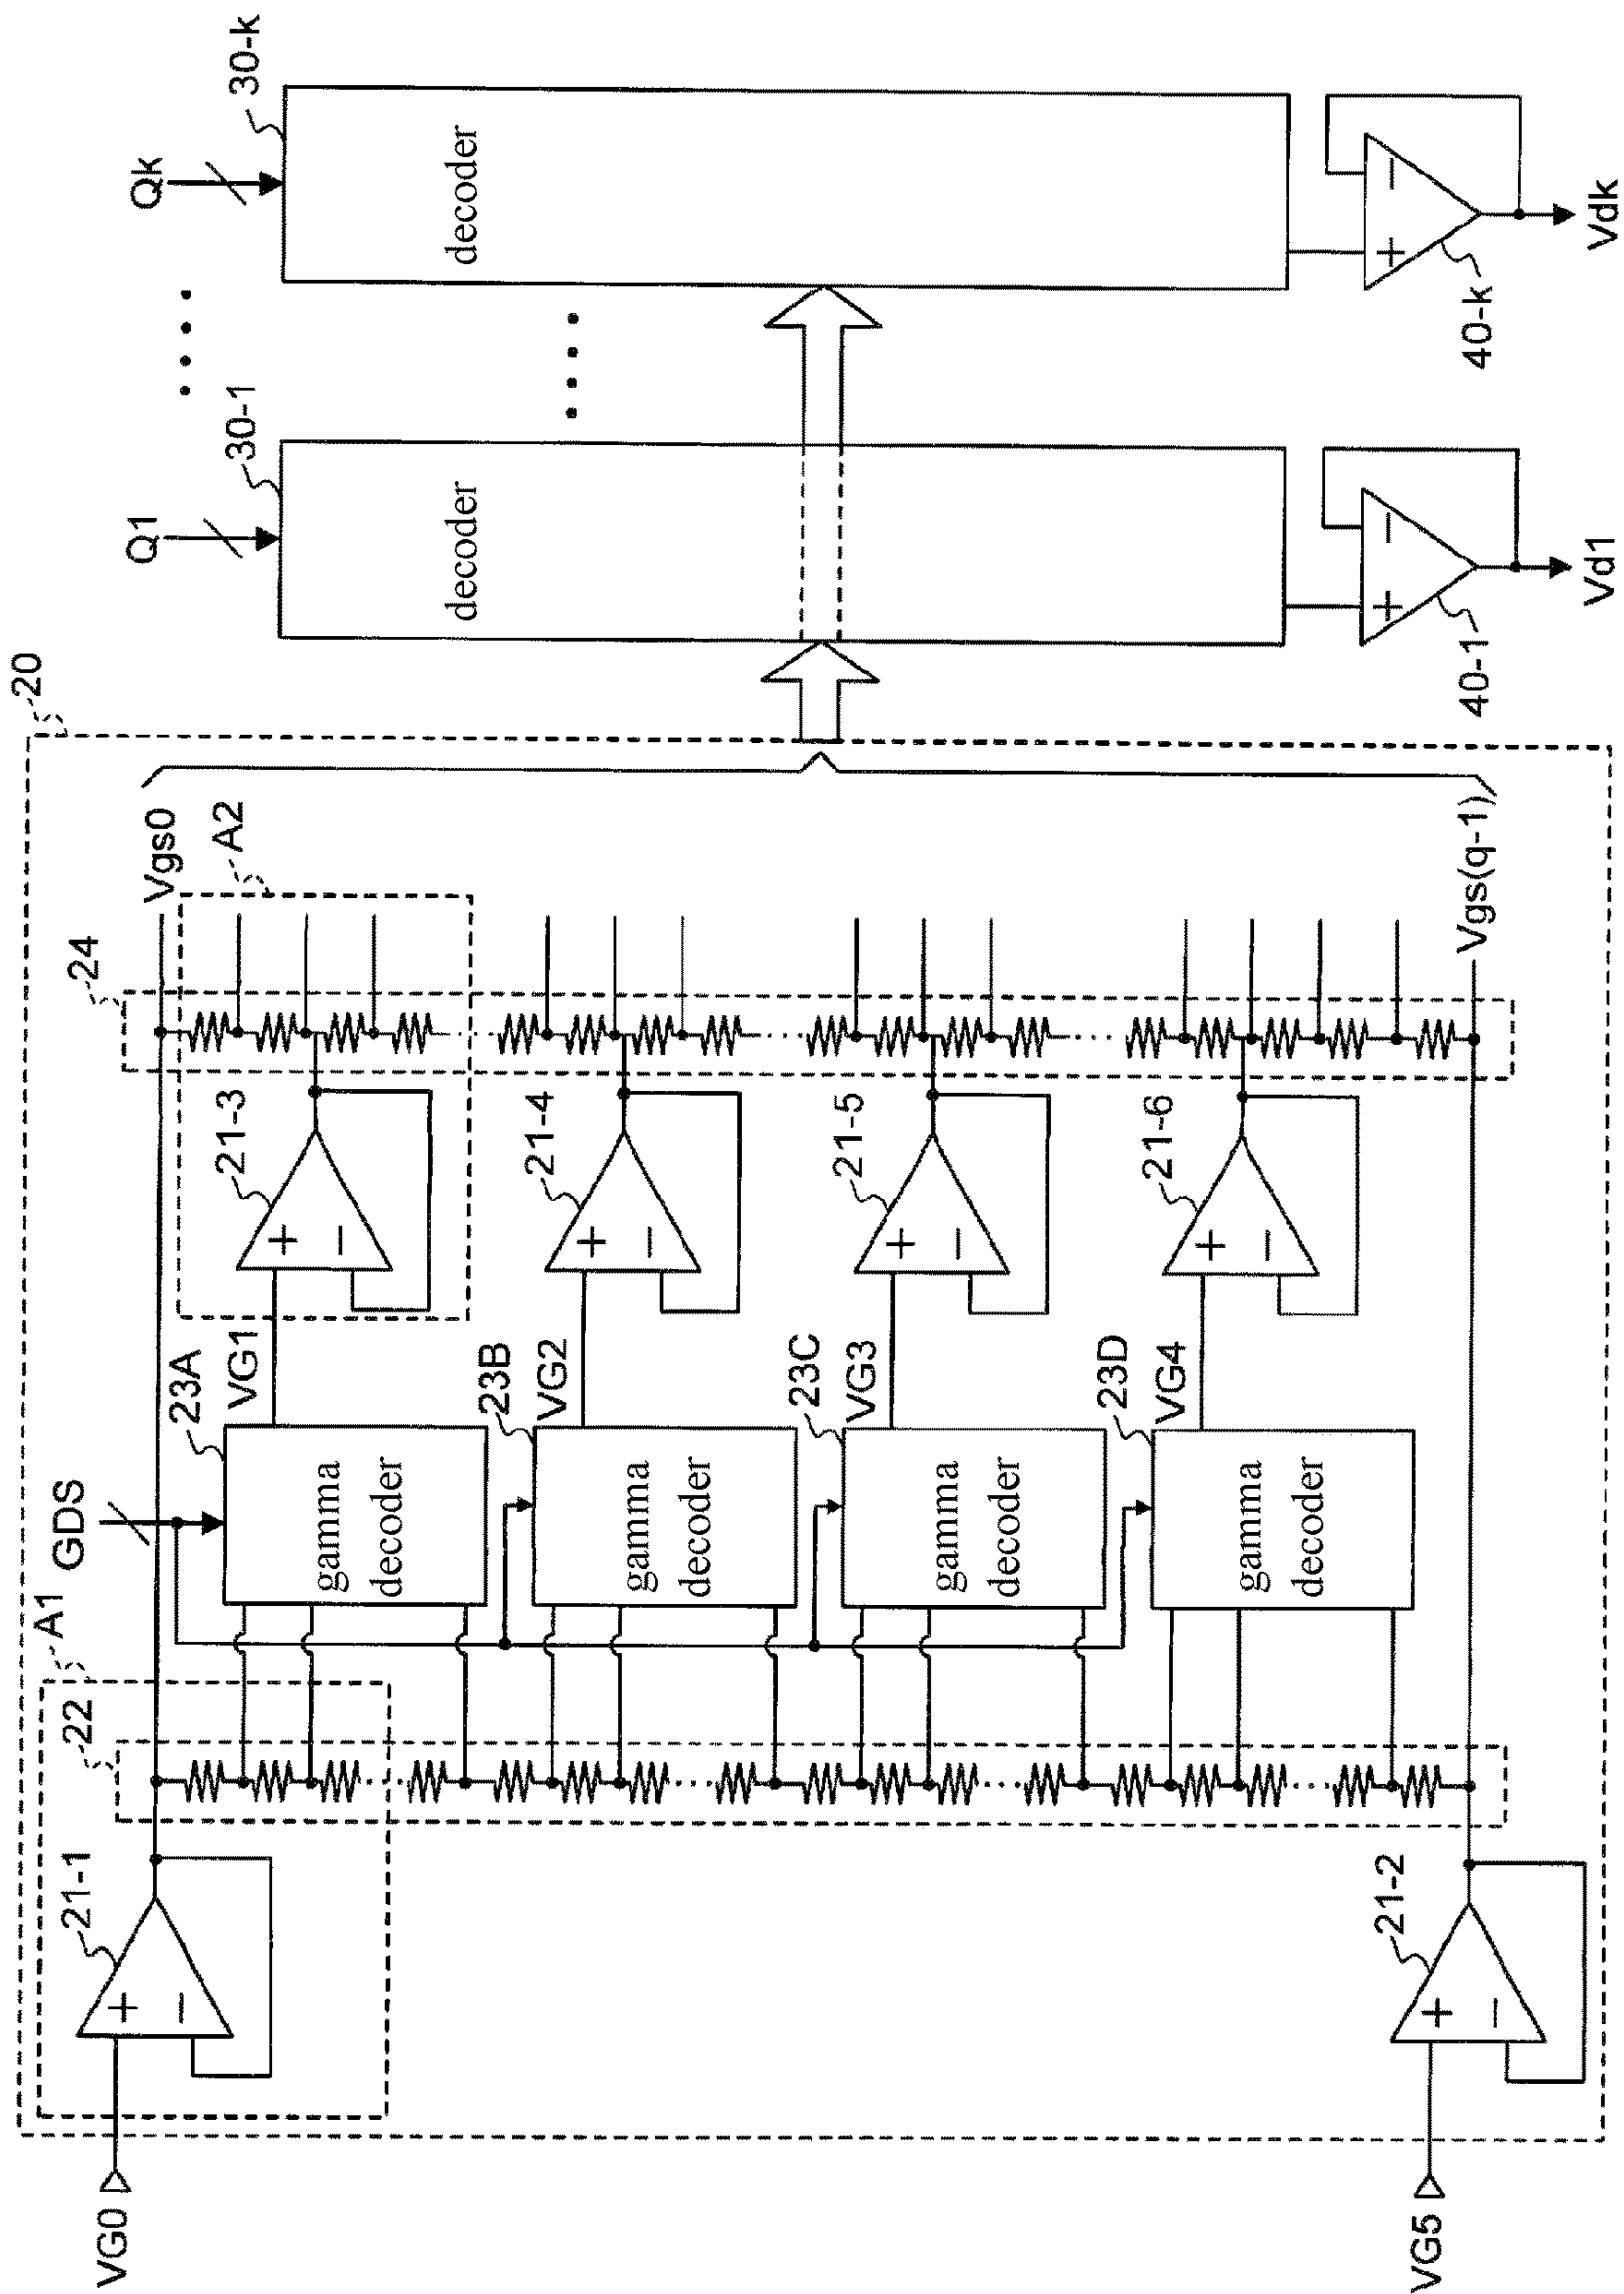 VG0
VG5
20
A1
22
21-1
21-2
+
−
+
−
GDS
23A
gamma
decoder
VG1
23B
gamma
decoder
VG2
23C
gamma
decoder
VG3
23D
gamma
decoder
VG4
21-3
+
−
21-4
+
−
21-5
+
−
21-6
+
−
24
A2
Vgs0
Vgs(q-1)
Q1
30-1
decoder
+
−
40-1
Vd1
Qk
30-k
decoder
+
−
40-k
Vdk